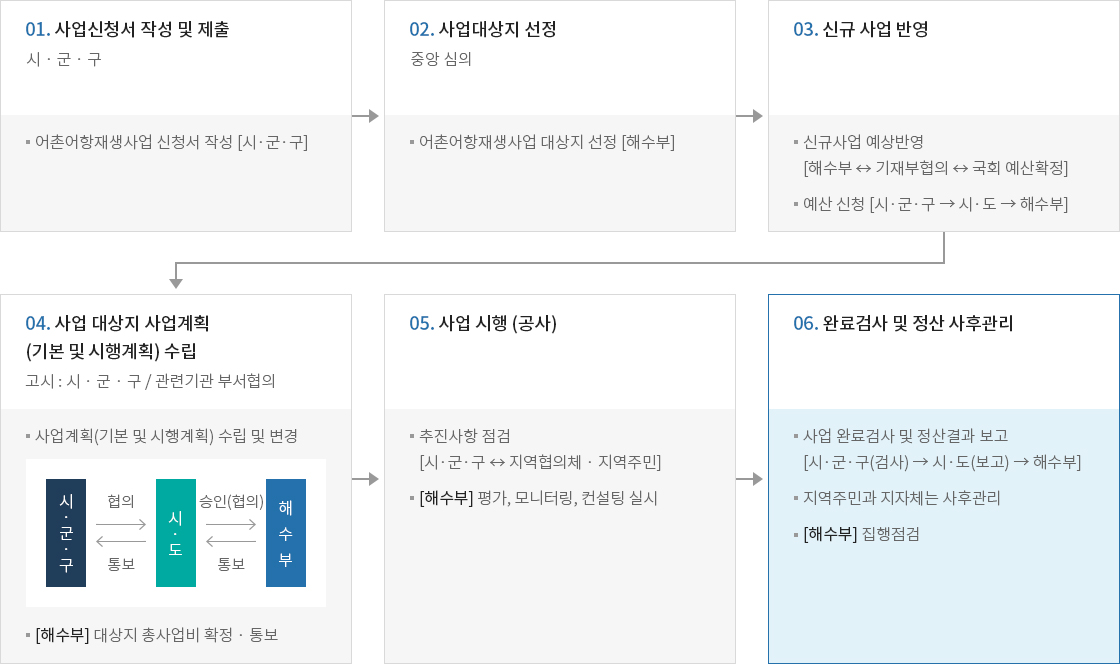 01. 사업신청서 작성 및 제출
시 · 군 · 구
어촌어항재생사업 신청서 작성 [시·군·구]
02. 사업대상지 선정
중앙 심의
어촌어항재생사업 대상지 선정 [해수부]
03. 신규 사업 반영
신규사업 예상반영
[해수부 ↔ 기재부협의 ↔ 국회 예산확정]
예산 신청 [시·군·구 → 시·도 → 해수부]
04. 사업 대상지 사업계획
(기본 및 시행계획) 수립
고시 : 시 · 군 · 구 / 관련기관 부서협의
사업계획(기본 및 시행계획) 수립 및 변경
시·군·구
협의
통보
시·도
승인(협의)
통보
해수부
[해수부] 대상지 총사업비 확정 · 통보
05. 사업 시행 (공사)
추진사항 점검
[시·군·구 ↔ 지역협의체 · 지역주민]
[해수부] 평가, 모니터링, 컨설팅 실시
06. 완료검사 및 정산 사후관리
사업 완료검사 및 정산결과 보고
[시·군·구(검사) → 시·도(보고) → 해수부]
지역주민과 지자체는 사후관리
[해수부] 집행점검